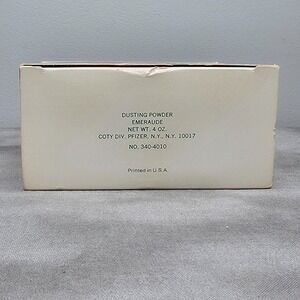 DUSTING POWDER
EMERAUDE
NET WT. 4 OZ.
COTY DIV. PFIZER, N.Y., N.Y. 10017
NO. 340-4010
Printed in U.S.A.